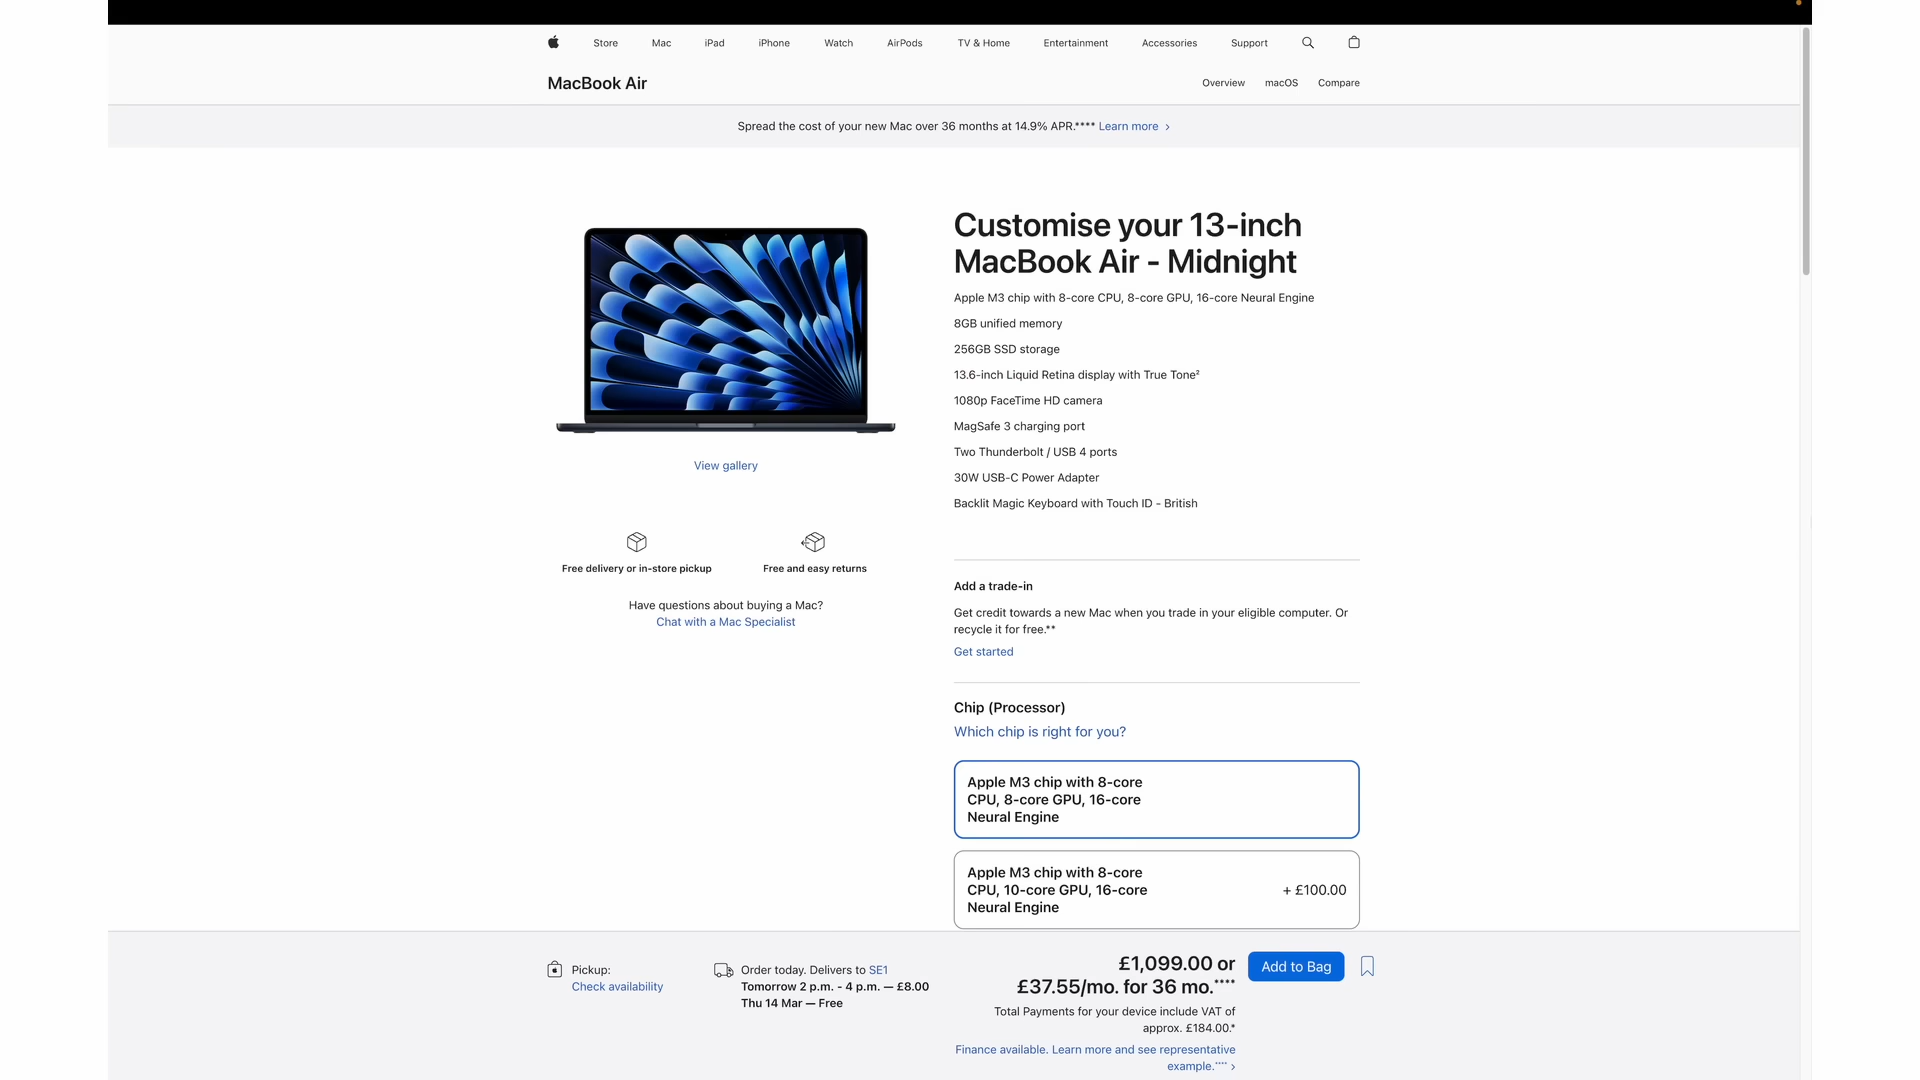 Store Mac iPad iPhone Watch AirPods TV & Home Entertainment Accessories Support
MacBook Air
Overview macOS Compare
Spread the cost of your new Mac over 36 months at 14.9% APR.**** Learn more >
Customise your 13-inch
MacBook Air - Midnight
Apple M3 chip with 8-core CPU, 8-core GPU, 16-core Neural Engine
8GB unified memory
256GB SSD storage
13.6-inch Liquid Retina display with True Tone²
1080p FaceTime HD camera
MagSafe 3 charging port
Two Thunderbolt / USB 4 ports
30W USB-C Power Adapter
Backlit Magic Keyboard with Touch ID - British
View gallery
Free delivery or in-store pickup
Free and easy returns
Have questions about buying a Mac?
Chat with a Mac Specialist
Add a trade-in
Get credit towards a new Mac when you trade in your eligible computer. Or
recycle it for free.**
Get started
Chip (Processor)
Which chip is right for you?
Apple M3 chip with 8-core
CPU, 8-core GPU, 16-core
Neural Engine
Apple M3 chip with 8-core
CPU, 10-core GPU, 16-core
Neural Engine
+ £100.00
Pickup:
Check availability
Order today. Delivers to SE1
Tomorrow 2 p.m. - 4 p.m. — £8.00
Thu 14 Mar — Free
£1,099.00 or
£37.55/mo. for 36 mo.****
Total Payments for your device include VAT of
approx. £184.00.*
Finance available. Learn more and see representative
example.**** >
Add to Bag